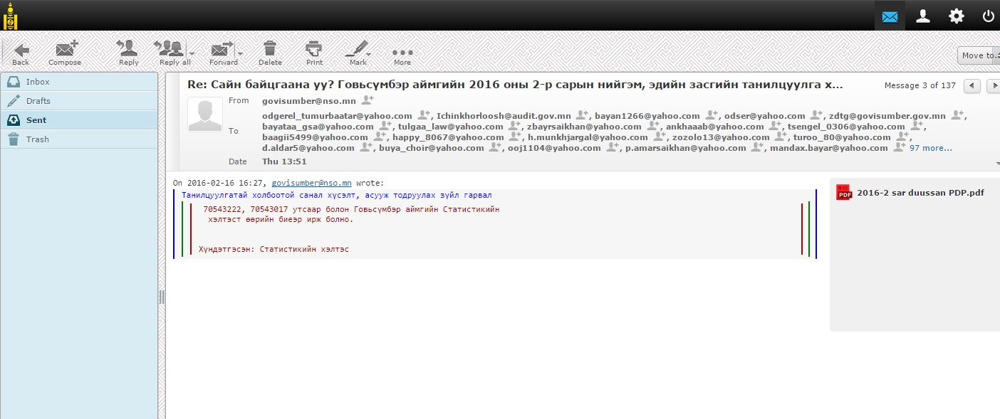 Back
Compose
Reply
Reply all
Forward
Delete
Print
Mark
More
Move to...
Inbox
Drafts
Sent
Trash
Re: Сайн байцгаана уу? Говьсүмбэр аймгийн 2016 оны 2-р сарын нийгэм, эдийн засгийн танилцуулга х...
Message 3 of 137
From govisumber@nso.mn
To odgerel_tumurbaatar@yahoo.com, Ichinkhorloosh@audit.gov.mn, bayan1266@yahoo.com, odser@yahoo.com, zdtg@govisumber.gov.mn,
bayataa_gsa@yahoo.com, tulgaa_law@yahoo.com, zbayrsaikhan@yahoo.com, ankhaaab@yahoo.com, tsengel_0306@yahoo.com,
baagii5499@yahoo.com, happy_8067@yahoo.com, h.munkhjargal@yahoo.com, zozolo13@yahoo.com, turoo_80@yahoo.com,
d.aldar5@yahoo.com, buya_choir@yahoo.com, ooj1104@yahoo.com, p.amarsaikhan@yahoo.com, mandax.bayar@yahoo.com 97 more...
Date Thu 13:51
On 2016-02-16 16:27, govisumber@nso.mn wrote:
Танилцуулгатай холбоотой санал хүсэлт, асууж тодруулах зүйл гарвал
70543222, 70543017 утсаар болон Говьсүмбэр аймгийн Статистикийн
хэлтэст өөрийн биеэр ирж болно.
Хүндэтгэсэн: Статистикийн хэлтэс
PDF 2016-2 sar duussan PDP.pdf